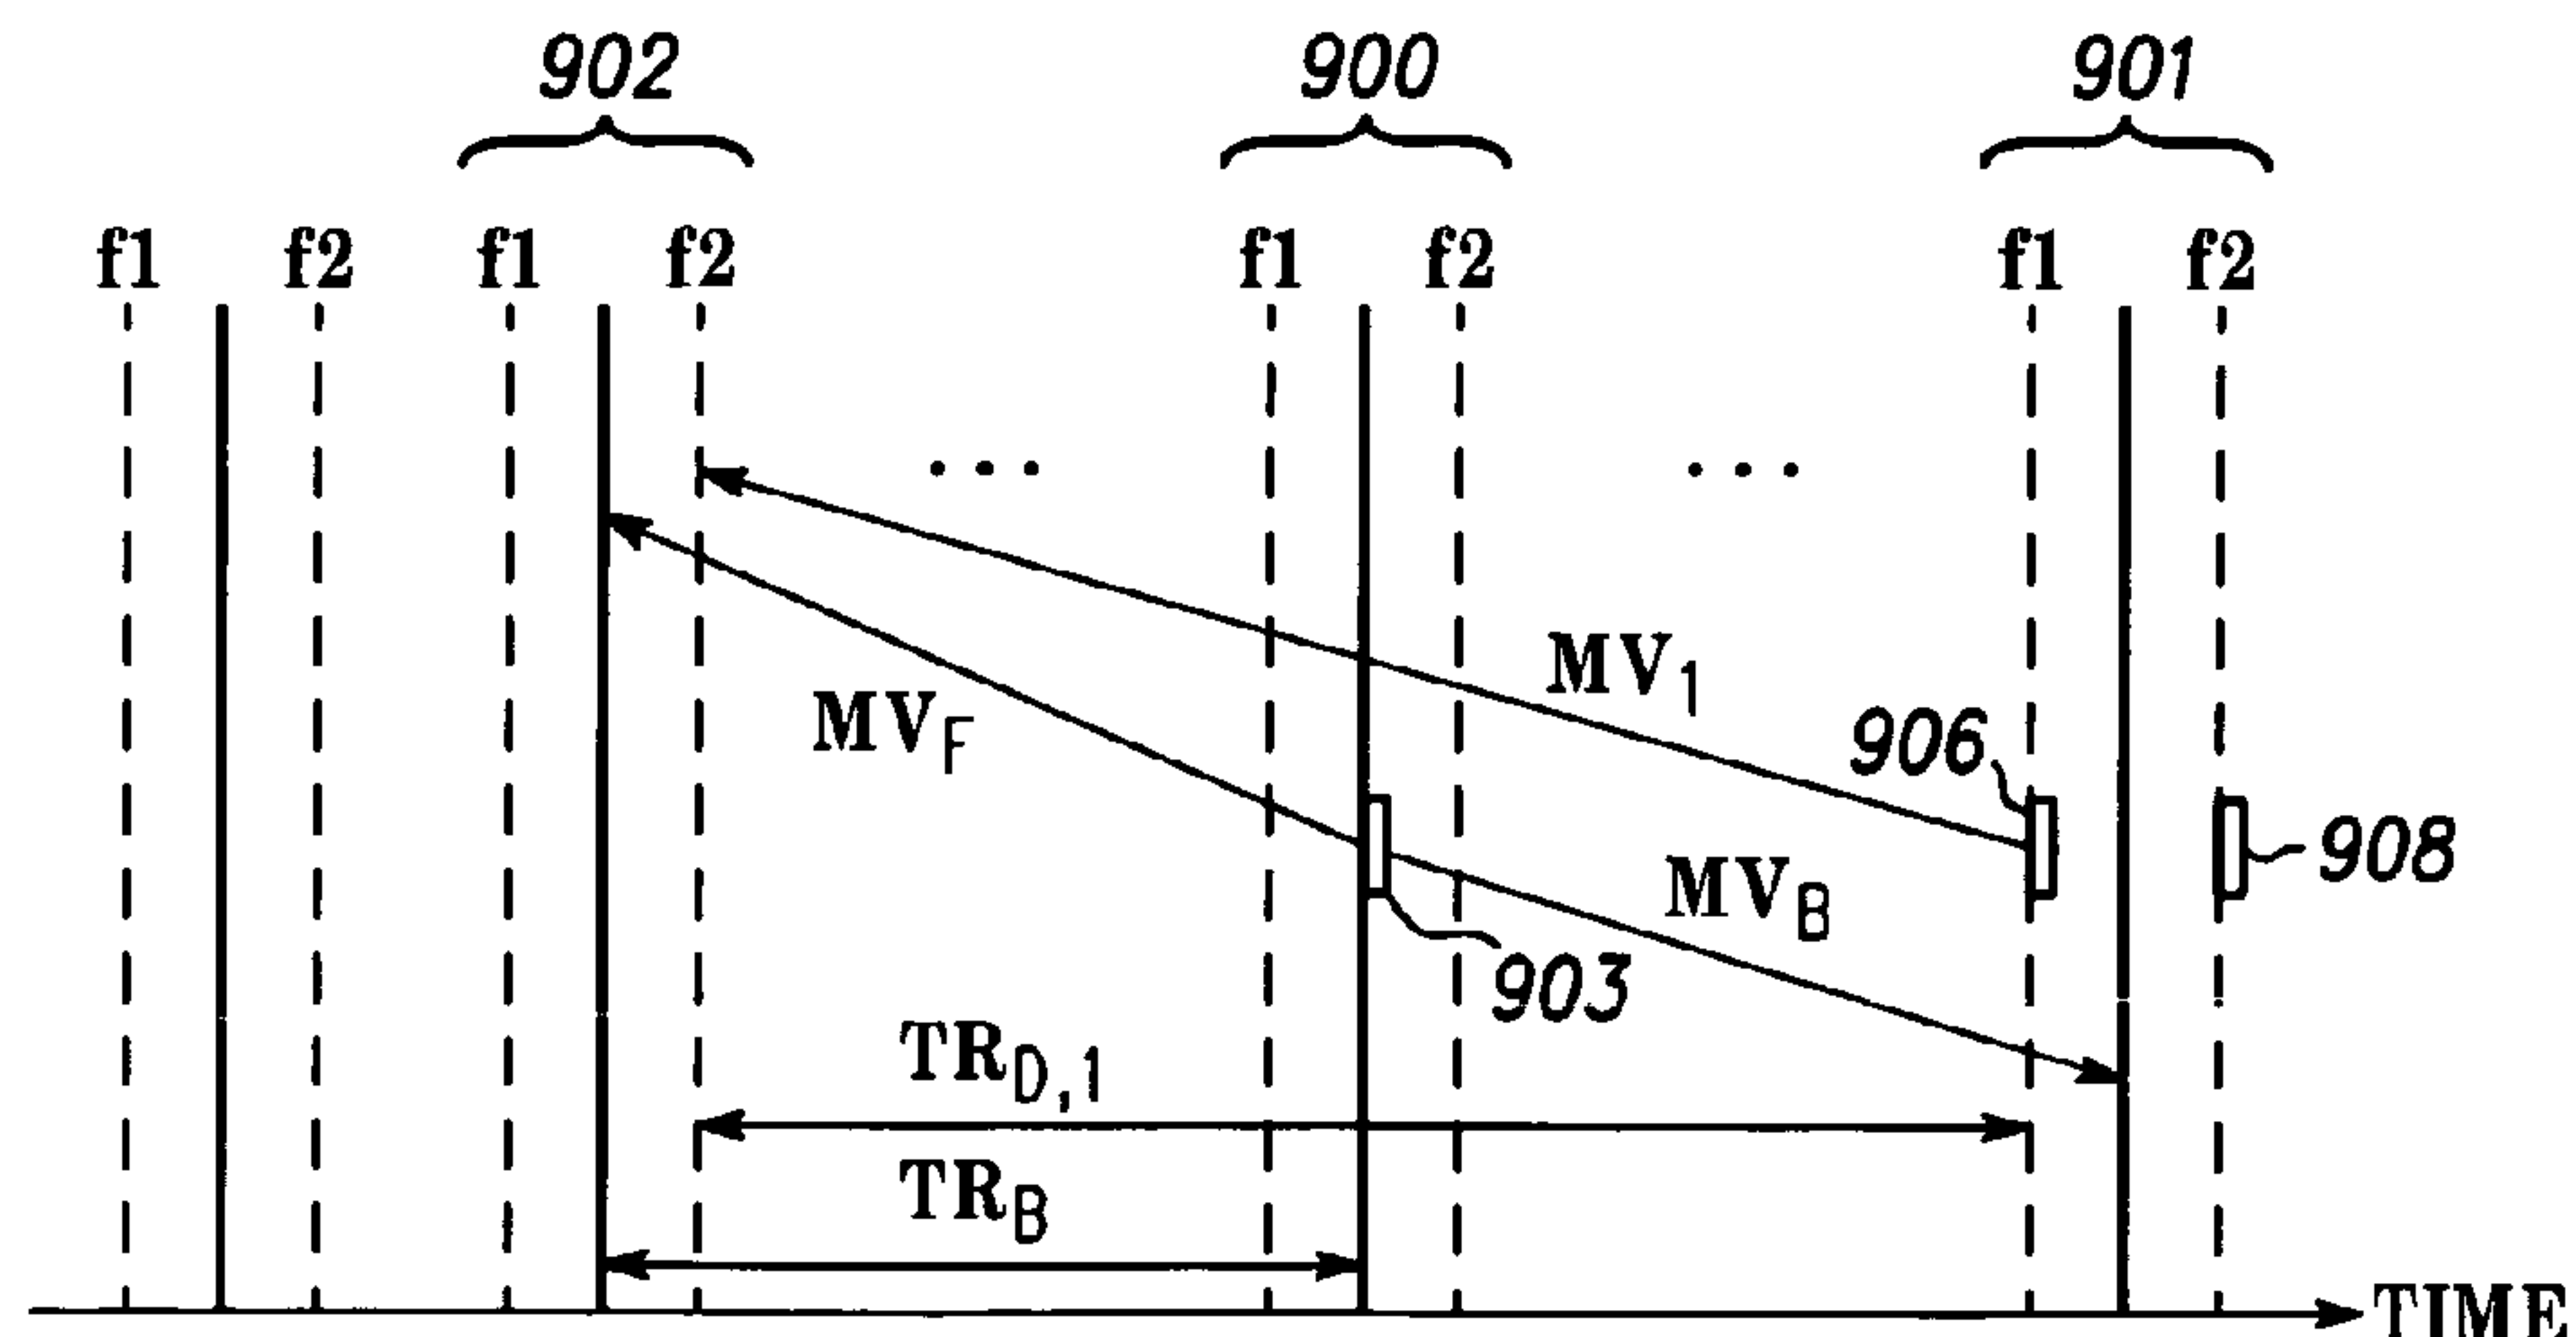 902 900 901
f1 f2 f1 f2 f1 f2 f1 f2
... ...
MV1
MVF
906
MVB
908
903
TRD,1
TRB
TIME